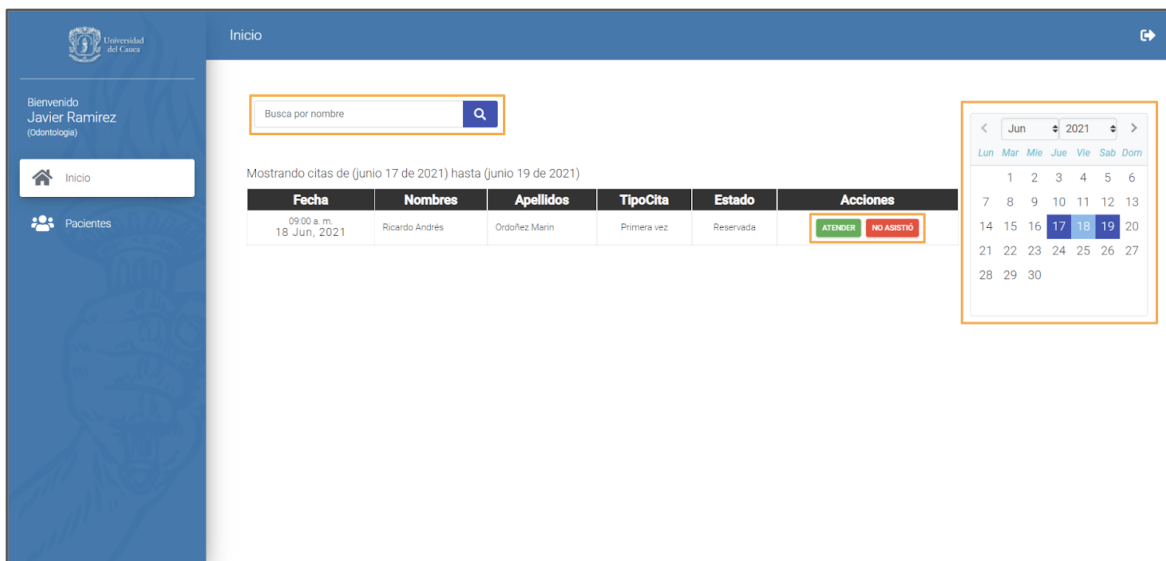 Universidad
del Cauca
Inicio
Bienvenido
Javier Ramirez
(Odontología)
Inicio
Pacientes
Busca por nombre
Mostrando citas de (junio 17 de 2021) hasta (junio 19 de 2021)
Fecha Nombres Apellidos TipoCita Estado Acciones
09:00 a. m.
18 Jun, 2021 Ricardo Andrés Ordoñez Marin Primera vez Reservada ATENDER NO ASISTIÓ
Jun 2021
Lun Mar Mie Jue Vie Sab Dom
1 2 3 4 5 6
7 8 9 10 11 12 13
14 15 16 17 18 19 20
21 22 23 24 25 26 27
28 29 30